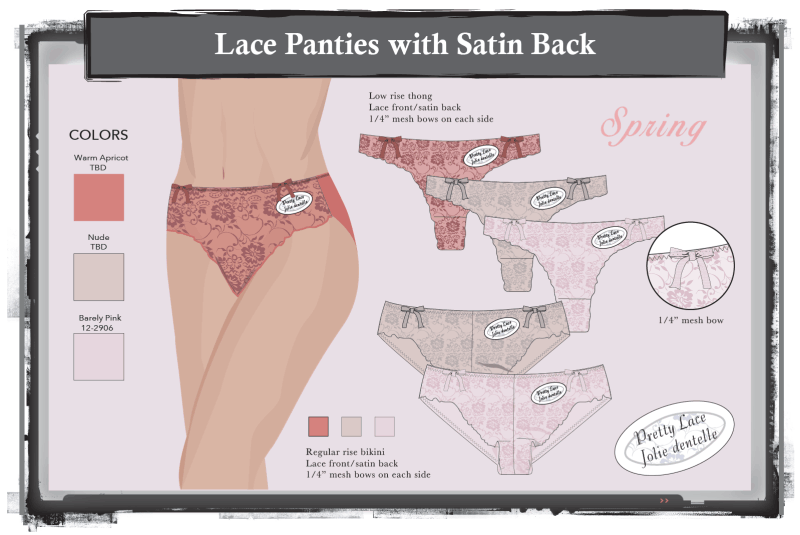 Lace Panties with Satin Back
COLORS
Warm Apricot
TBD
Nude
TBD
Barely Pink
12-2906
Low rise thong
Lace front/satin back
1/4” mesh bows on each side
Spring
Pretty Lace
Jolie dentelle
Pretty Lace
Jolie dentelle
Pretty Lace
Jolie dentelle
Pretty Lace
Jolie dentelle
1/4” mesh bow
Pretty Lace
Jolie dentelle
Pretty Lace
Jolie dentelle
Pretty Lace
Jolie dentelle
Regular rise bikini
Lace front/satin back
1/4” mesh bows on each side
>>